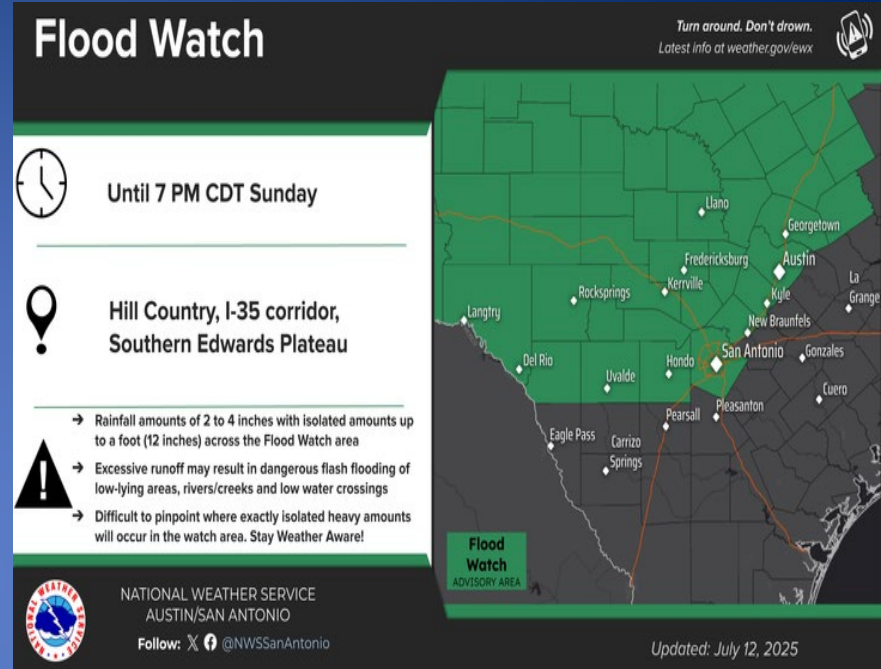 Flood Watch
Turn around. Don't drown.
Latest info at weather.gov/ewx
Until 7 PM CDT Sunday
Hill Country, I-35 corridor,
Southern Edwards Plateau
→ Rainfall amounts of 2 to 4 inches with isolated amounts up
to a foot (12 inches) across the Flood Watch area
→ Excessive runoff may result in dangerous flash flooding of
low-lying areas, rivers/creeks and low water crossings
→ Difficult to pinpoint where exactly isolated heavy amounts
will occur in the watch area. Stay Weather Aware!
Llano
Georgetown
Fredericksburg
Austin
Kerrville
La
Grange
Rocksprings
Kyle
Langtry
New Braunfels
San Antonio
Gonzales
Del Rio
Hondo
Uvalde
Cuero
Pearsall
Pleasanton
Eagle Pass
Carrizo
Springs
Flood
Watch
ADVISORY AREA
NATIONAL WEATHER SERVICE
NATIONAL WEATHER SERVICE
AUSTIN/SAN ANTONIO
Follow: X f @NWSSanAntonio
Updated: July 12, 2025